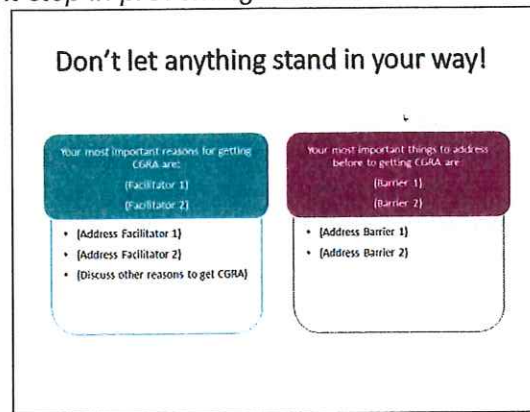 Don't let anything stand in your way!
Your most important reasons for getting
CGRA are:
(Facilitator 1)
(Facilitator 2)
• (Address Facilitator 1)
• (Address Facilitator 2)
• (Discuss other reasons to get CGRA)
Your most important things to address
before to getting CGRA are
(Barrier 1)
(Barrier 2)
• (Address Barrier 1)
• (Address Barrier 2)